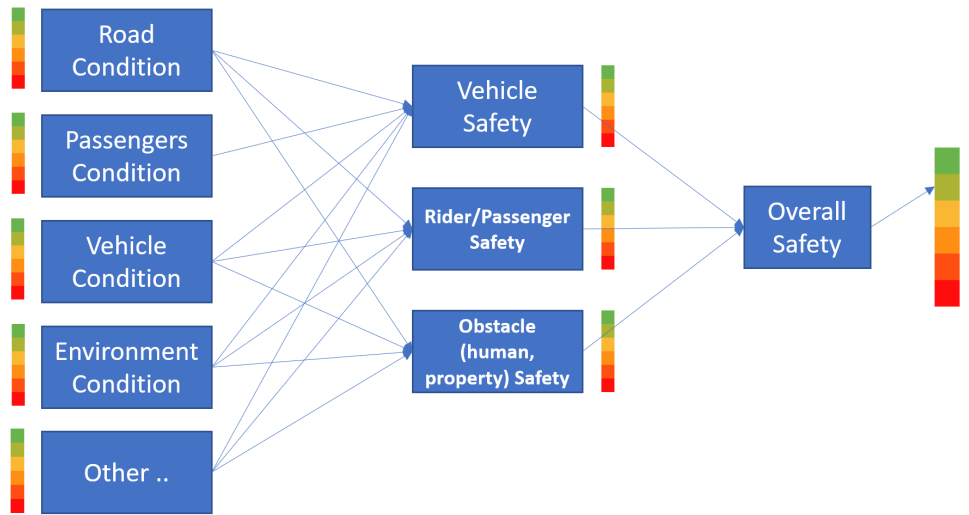 Road
Condition
Passengers
Condition
Vehicle
Condition
Environment
Condition
Other ..
Vehicle
Safety
Rider/Passenger
Safety
Obstacle
(human,
property) Safety
Overall
Safety